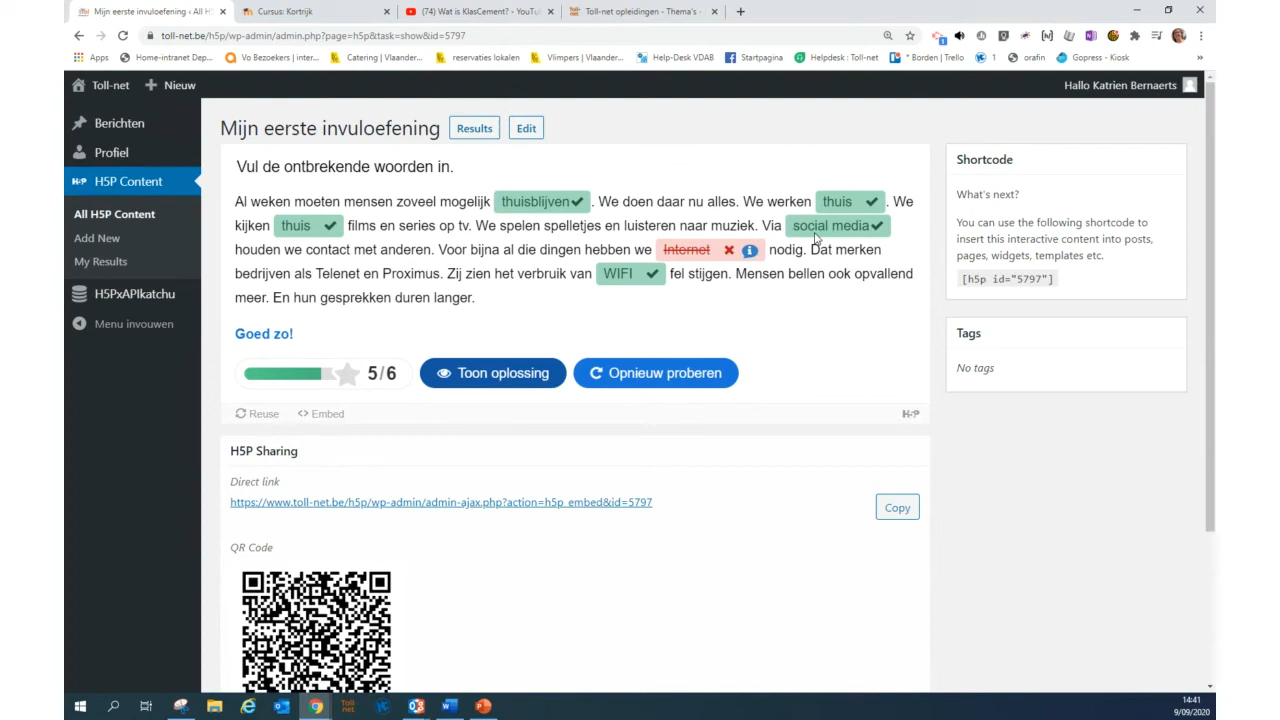 Mijn eerste invuloefening ‹ All H5
Cursus: Kortrijk
(74) Wat is KlasCement? - YouTu
Toll-net opleidingen - Thema's -
toll-net.be/h5p/wp-admin/admin.php?page=h5p&task=show&id=5797
Apps
Home-intranet Dep...
Vo Bezoekers | inter...
Catering | Vlaander...
reservaties lokalen
Vlimpers | Vlaander...
Help-Desk VDAB
Startpagina
Helpdesk : Toll-net
* Borden | Trello
1
orafin
Gopress - Kiosk
»
Toll-net
Nieuw
Hallo Katrien Bernaerts
Berichten
Profiel
H5P Content
All H5P Content
Add New
My Results
H5PxAPIkatchu
Menu invouwen
Mijn eerste invuloefening
Results
Edit
Vul de ontbrekende woorden in.
Al weken moeten mensen zoveel mogelijk thuisblijven. We doen daar nu alles. We werken thuis. We
kijken thuis films en series op tv. We spelen spelletjes en luisteren naar muziek. Via social media
houden we contact met anderen. Voor bijna al die dingen hebben we Internet nodig. Dat merken
bedrijven als Telenet en Proximus. Zij zien het verbruik van WIFI fel stijgen. Mensen bellen ook opvallend
meer. En hun gesprekken duren langer.
Goed zo!
5/6
Toon oplossing
Opnieuw proberen
Reuse
<> Embed
H5P
H5P Sharing
Direct link
https://www.toll-net.be/h5p/wp-admin/admin-ajax.php?action=h5p_embed&id=5797
Copy
QR Code
Shortcode
What's next?
You can use the following shortcode to
insert this interactive content into posts,
pages, widgets, templates etc.
[h5p id="5797"]
Tags
No tags
14:41
9/09/2020